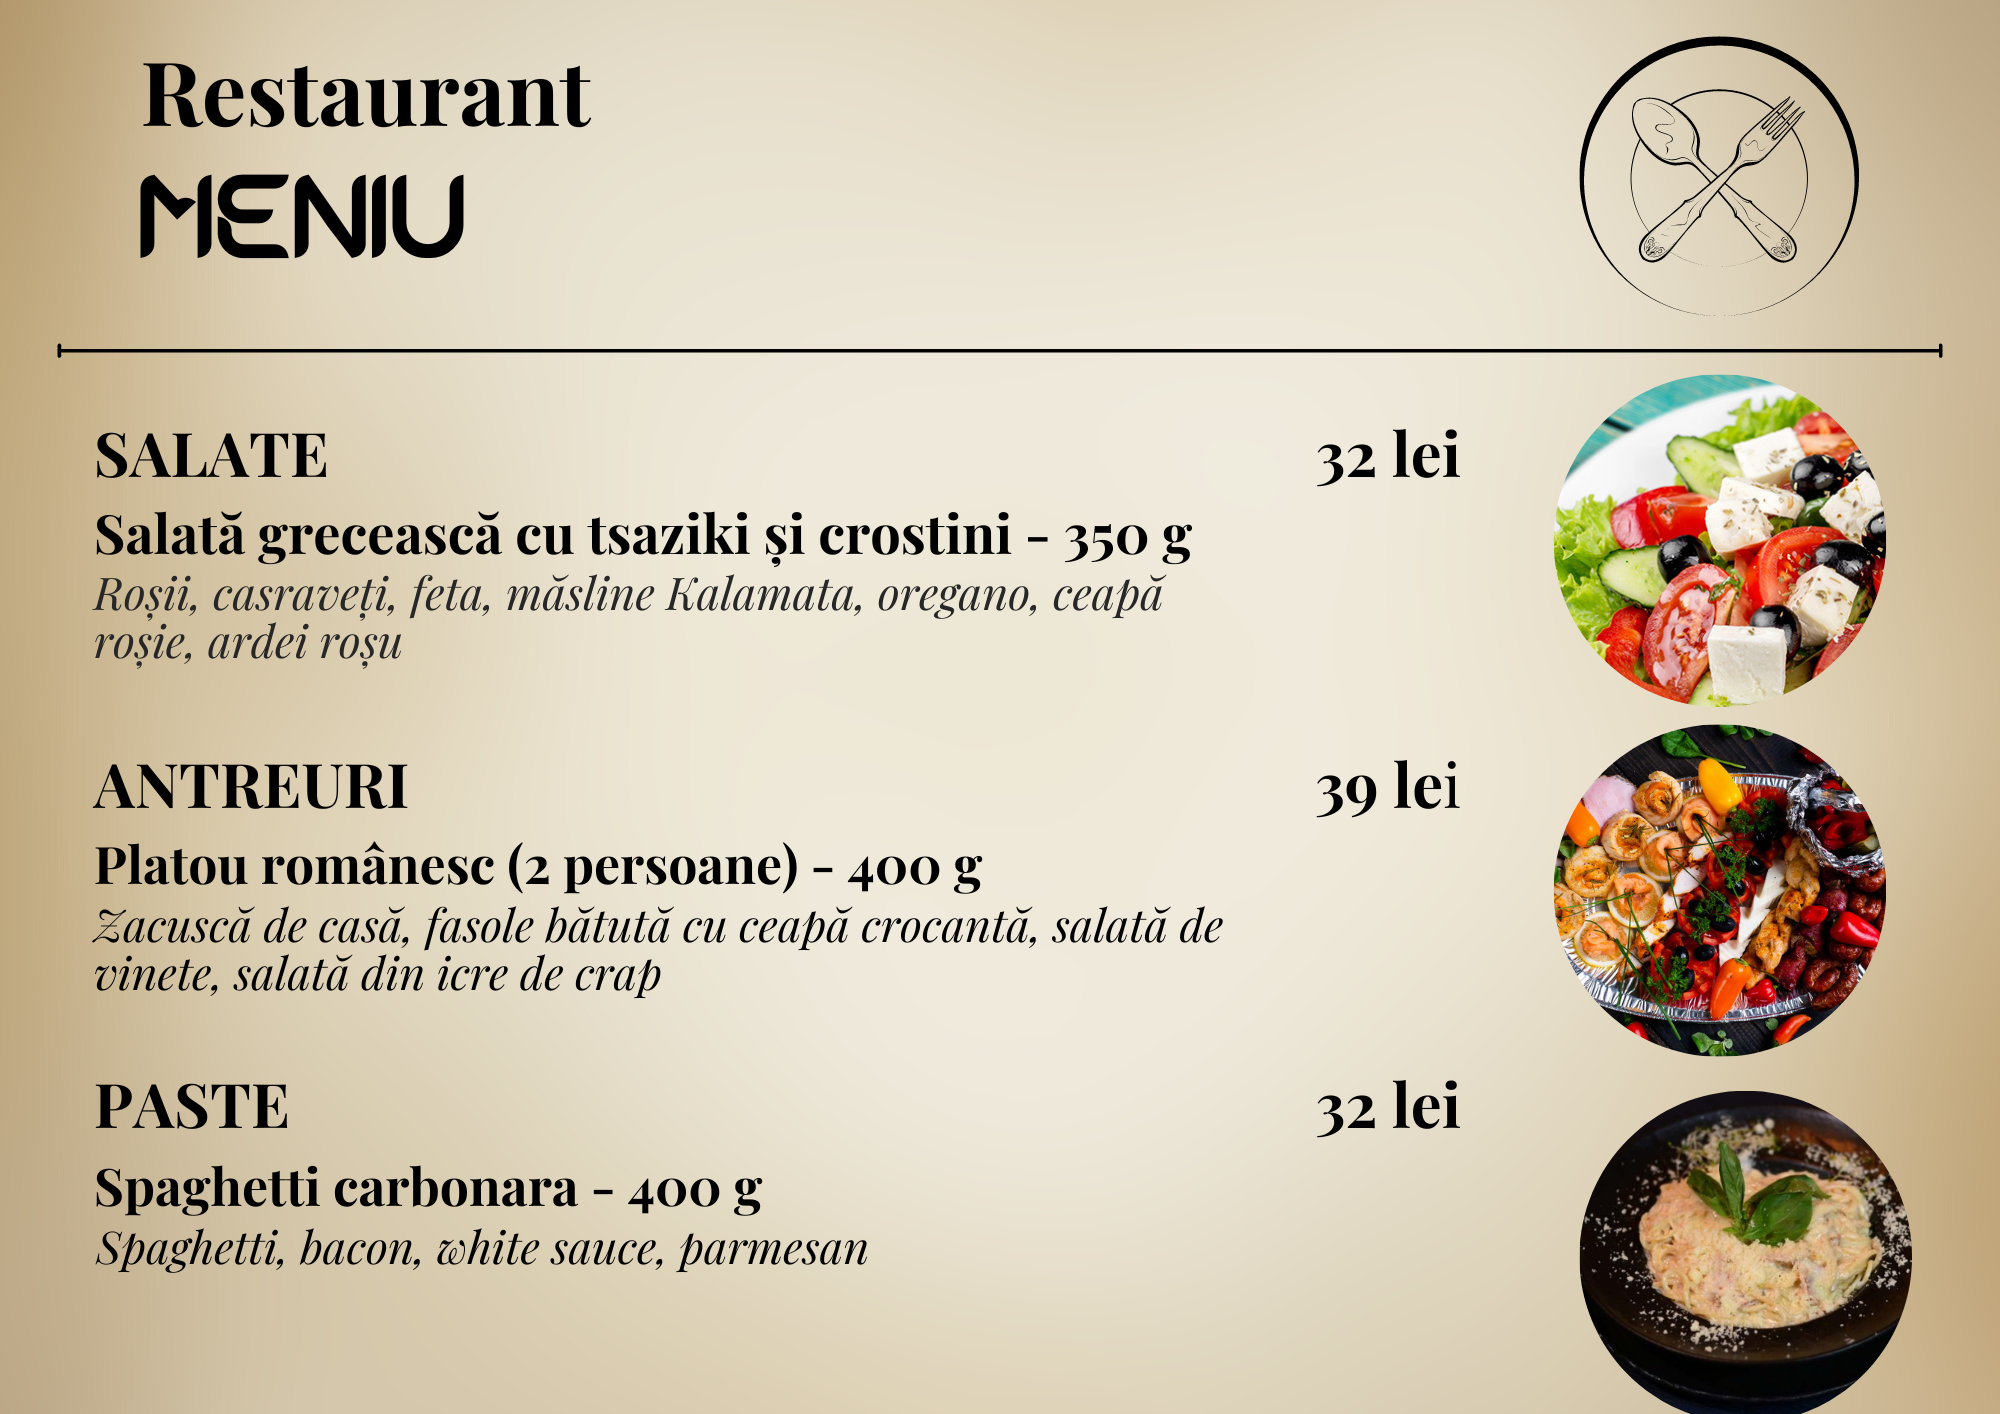 Restaurant
MENIU
SALATE 32 lei
Salată grecească cu tsaziki și crostini - 350 g
Roșii, casraveți, feta, măsline Kalamata, oregano, ceapă
roșie, ardei roșu
ANTREURI 39 lei
Platou românesc (2 persoane) - 400 g
Zacuscă de casă, fasole bătută cu ceapă crocantă, salată de
vinete, salată din icre de crap
PASTE 32 lei
Spaghetti carbonara - 400 g
Spaghetti, bacon, white sauce, parmesan